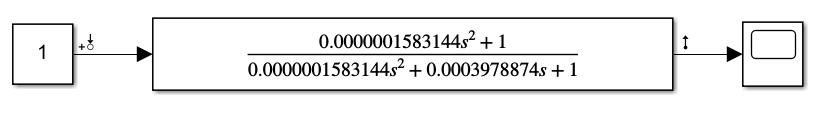 1
0.0000001583144s² + 1
0.0000001583144s² + 0.0003978874s + 1